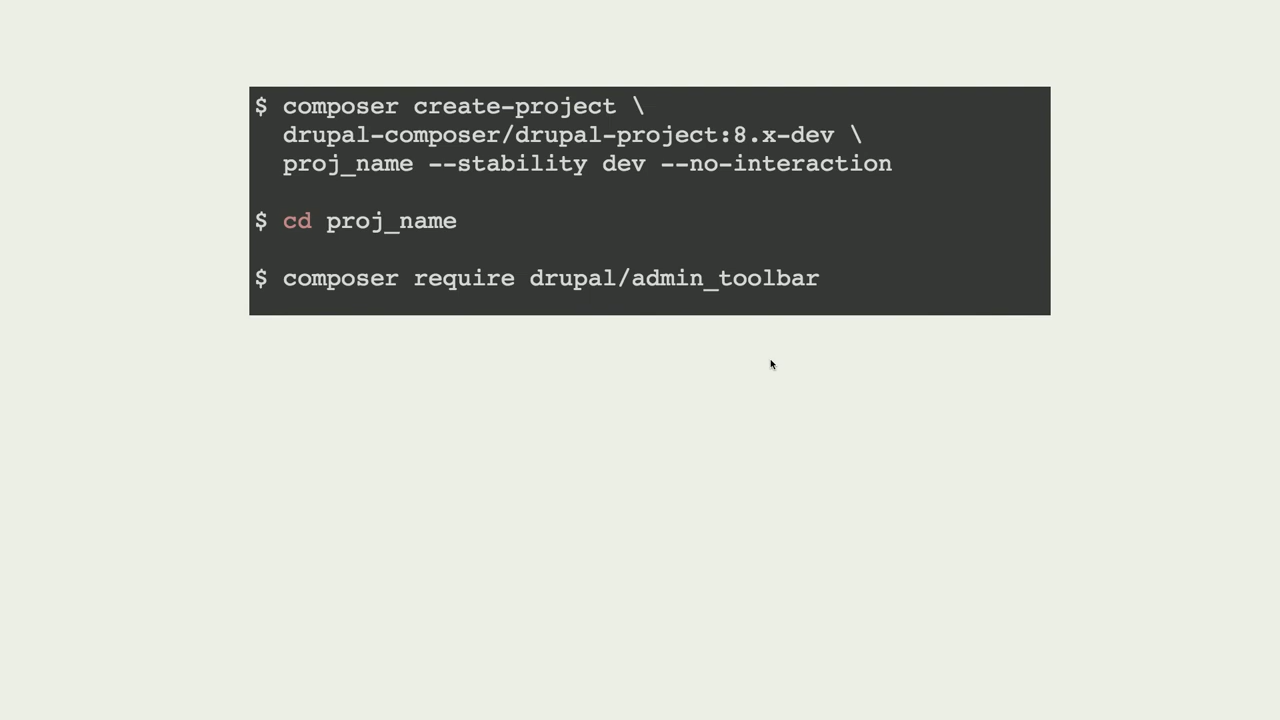 $ composer create-project \
drupal-composer/drupal-project:8.x-dev \
proj_name --stability dev --no-interaction
$ cd proj_name
$ composer require drupal/admin_toolbar